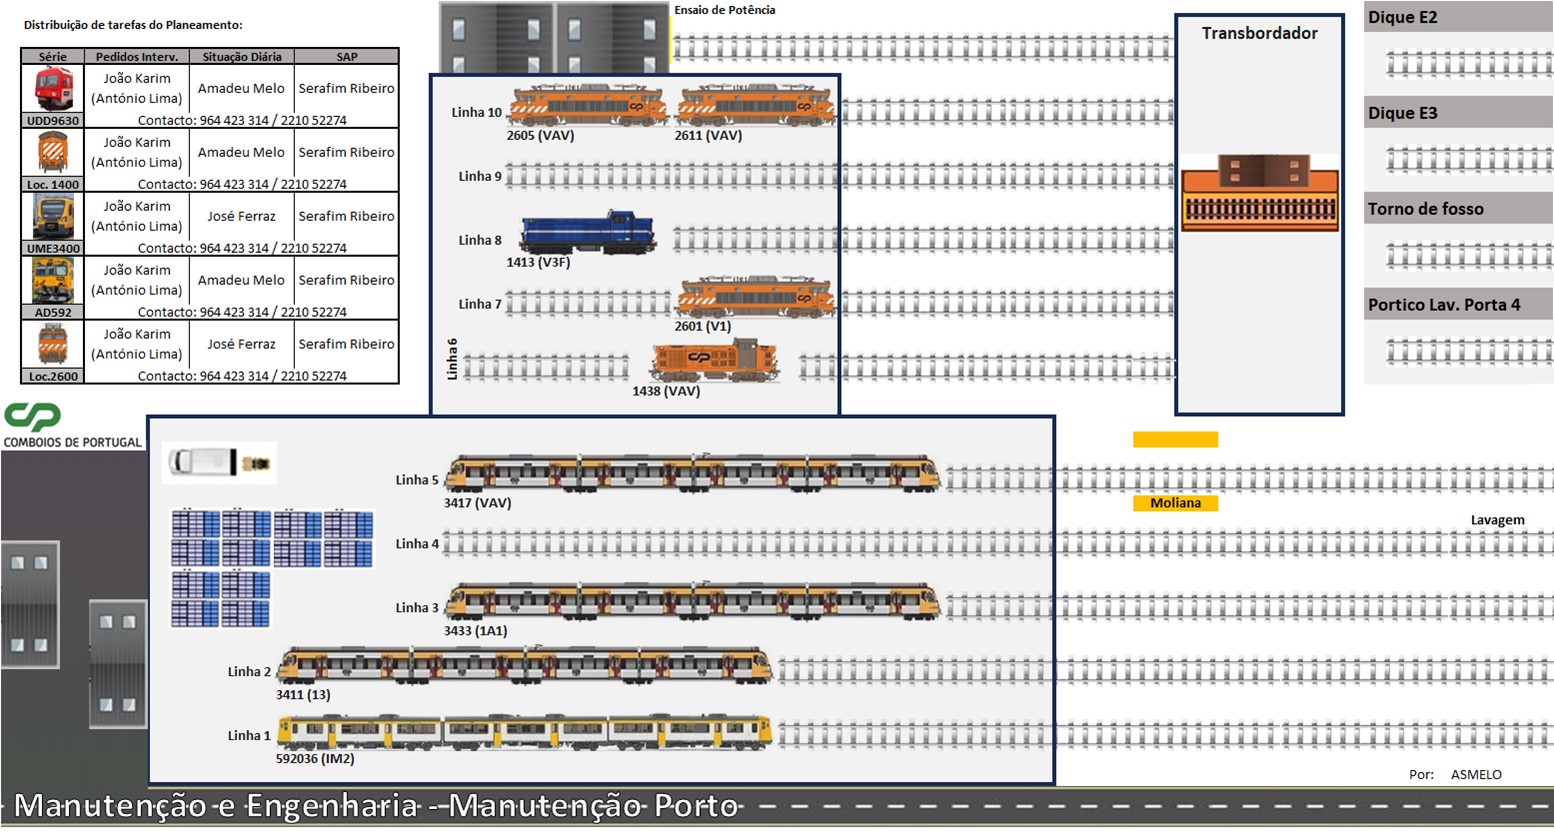 Distribuição de tarefas do Planeamento:
Série Pedidos Interv. Situação Diária SAP
João Karim
(António Lima) Amadeu Melo Serafim Ribeiro
UDD9630 Contacto: 964 423 314 / 2210 52274
João Karim
(António Lima) Amadeu Melo Serafim Ribeiro
Loc. 1400 Contacto: 964 423 314 / 2210 52274
João Karim
(António Lima) José Ferraz Serafim Ribeiro
UME3400 Contacto: 964 423 314 / 2210 52274
João Karim
(António Lima) Amadeu Melo Serafim Ribeiro
AD592 Contacto: 964 423 314 / 2210 52274
João Karim
(António Lima) José Ferraz Serafim Ribeiro
Loc.2600 Contacto: 964 423 314 / 2210 52274
CP
COMBOIOS DE PORTUGAL
Ensaio de Potência
Linha 10
2605 (VAV) 2611 (VAV)
Linha 9
Linha 8
1413 (V3F)
Linha 7
2601 (V1)
Linha 6
1438 (VAV)
Transbordador
Dique E2
Dique E3
Torno de fosso
Portico Lav. Porta 4
Linha 5
3417 (VAV)
Moliana
Lavagem
Linha 4
Linha 3
3433 (1A1)
Linha 2
3411 (13)
Linha 1
592036 (IM2)
Por: ASMELO
Manutenção e Engenharia - Manutenção Porto